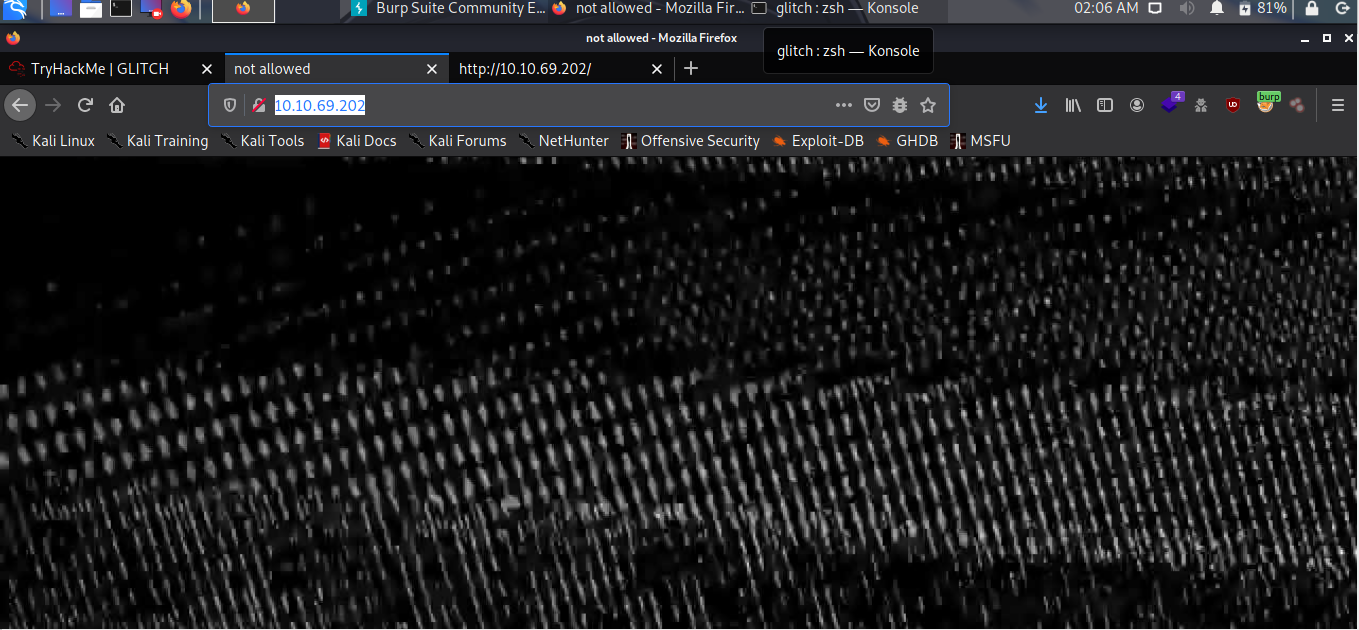 Burp Suite Community E... not allowed - Mozilla Fir... glitch : zsh — Konsole 02:06 AM 81%
not allowed - Mozilla Firefox
glitch : zsh — Konsole
TryHackMe | GLITCH not allowed http://10.10.69.202/
10.10.69.202 4 UD burp
Kali Linux Kali Training Kali Tools Kali Docs Kali Forums NetHunter Offensive Security Exploit-DB GHDB MSFU